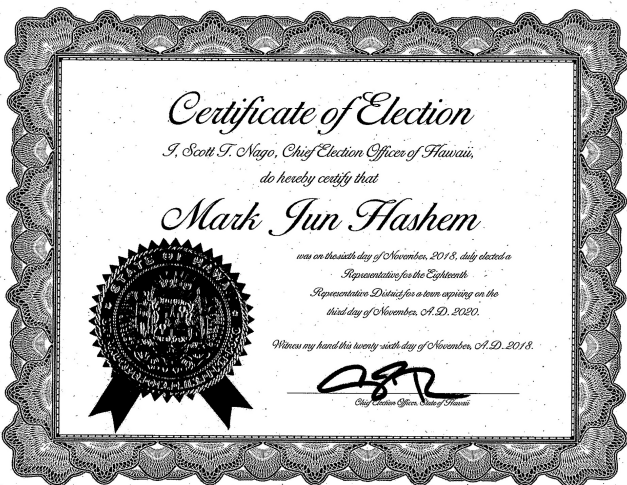 Certificate of Election
I, Scott T. Nago, Chief Election Officer of Hawaii,
do hereby certify that
Mark Jun Hashem
was on the sixth day of November, 2018, duly elected a
Representative for the Eighteenth
Representative District for a term expiring on the
third day of November, A.D. 2020.
STATE OF HAWAII
Witness my hand this twenty-sixth day of November, A.D. 2018.
Chief Election Officer, State of Hawaii